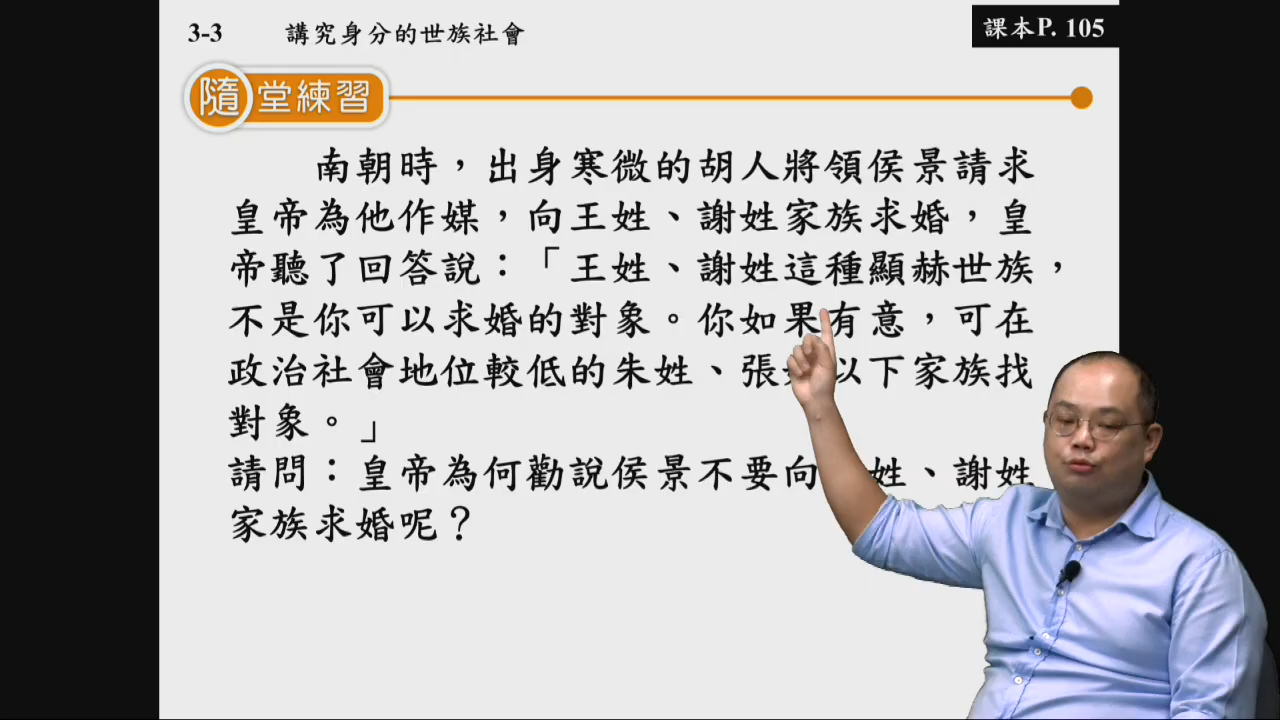 3-3 講究身分的世族社會
課本P. 105
隨堂練習
南朝時，出身寒微的胡人將領侯景請求
皇帝為他作媒，向王姓、謝姓家族求婚，皇
帝聽了回答說：「王姓、謝姓這種顯赫世族，
不是你可以求婚的對象。你如果有意，可在
政治社會地位較低的朱姓、張 以下家族找
對象。」
請問：皇帝為何勸說侯景不要向 姓、謝姓
家族求婚呢？